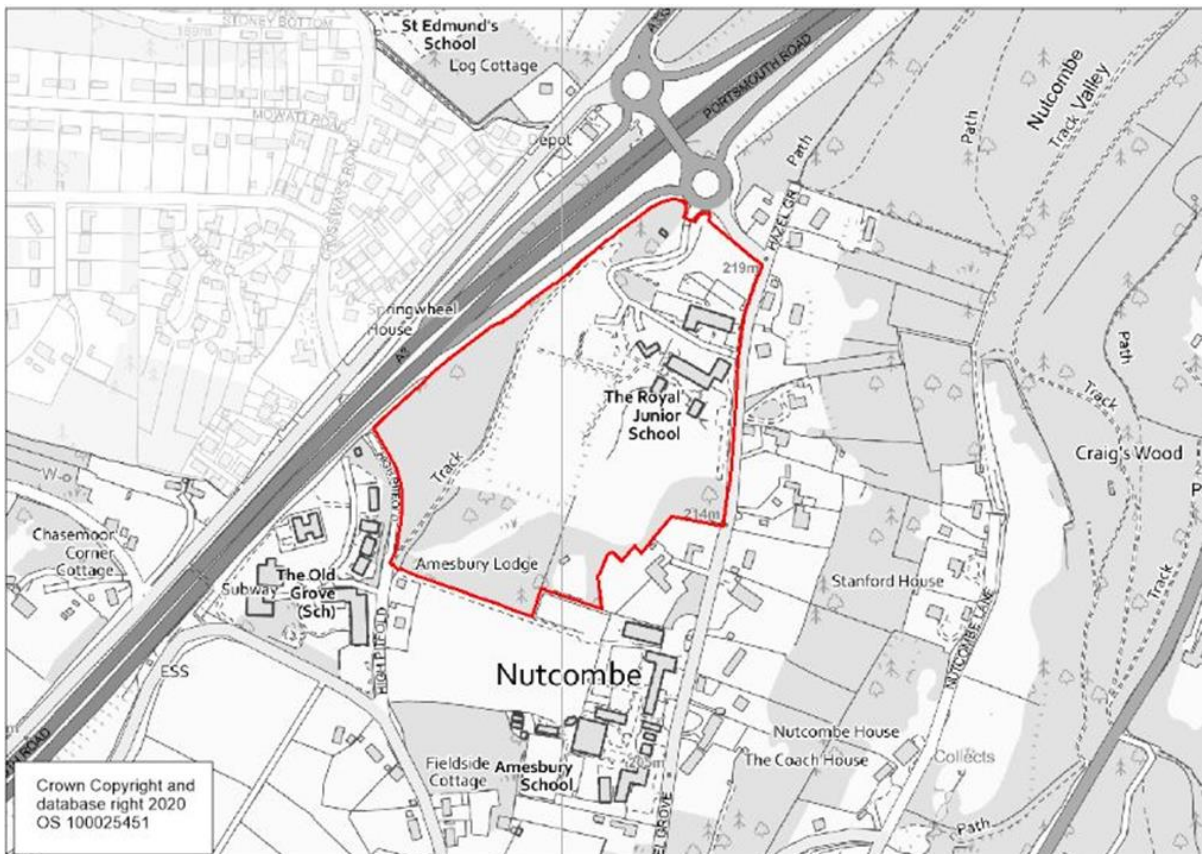 STONEY BOTTOM
St Edmund's
School
Log Cottage
MOWATT ROAD
Depot
PORTSMOUTH ROAD
Path
Path
Nutcombe
Valley
Track
HAZEL GR
219m
Springwheel
House
A3
The Royal
Junior
School
Track
Path
Track
Craig's Wood
Track
214m
Chasemoor
Corner
Cottage
Amesbury Lodge
The Old
Grove
(Sch)
Subway
HIGH PITFOLD
Stanford House
NUTCOMBE LANE
ESS
Nutcombe
Nutcombe House
The Coach House
Collects
Fieldside
Cottage
Amesbury
School
205m
Path
Crown Copyright and
database right 2020
OS 100025451